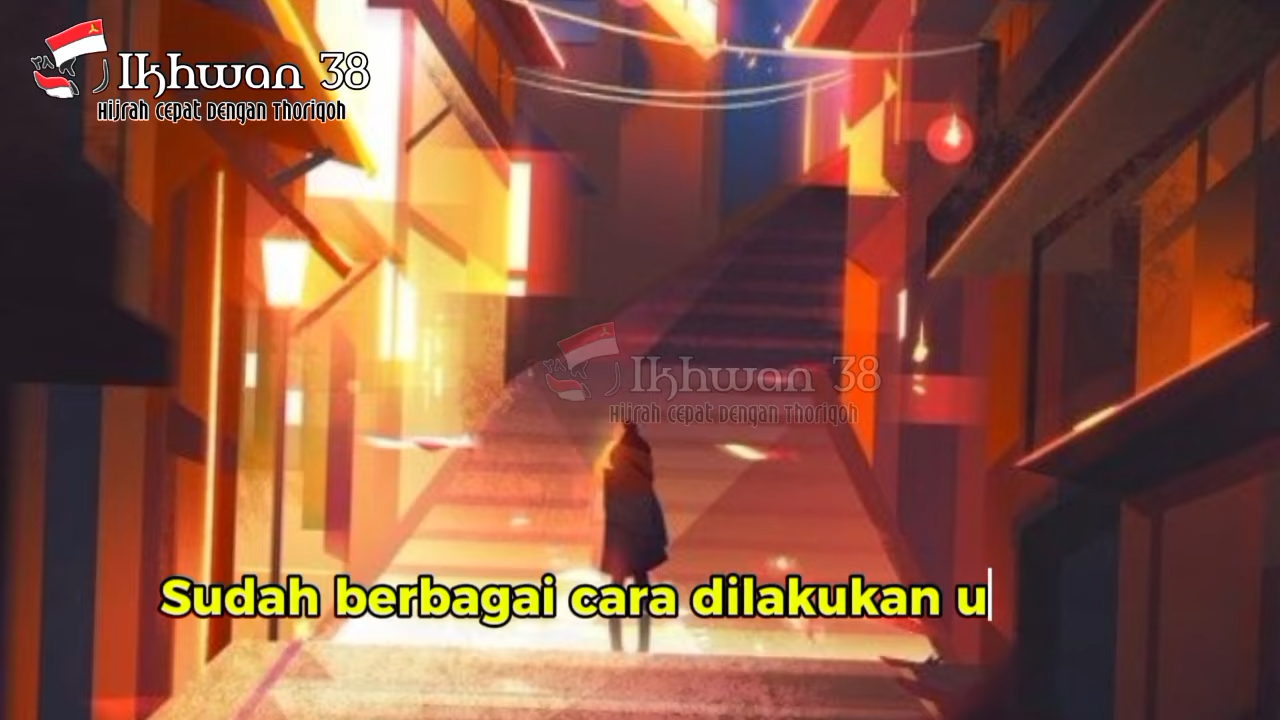 Ikhwan 38
Hijrah Cepat Dengan Thoriqoh
Ikhwan 38
Hijrah Cepat Dengan Thoriqoh
Sudah berbagai cara dilakukan u